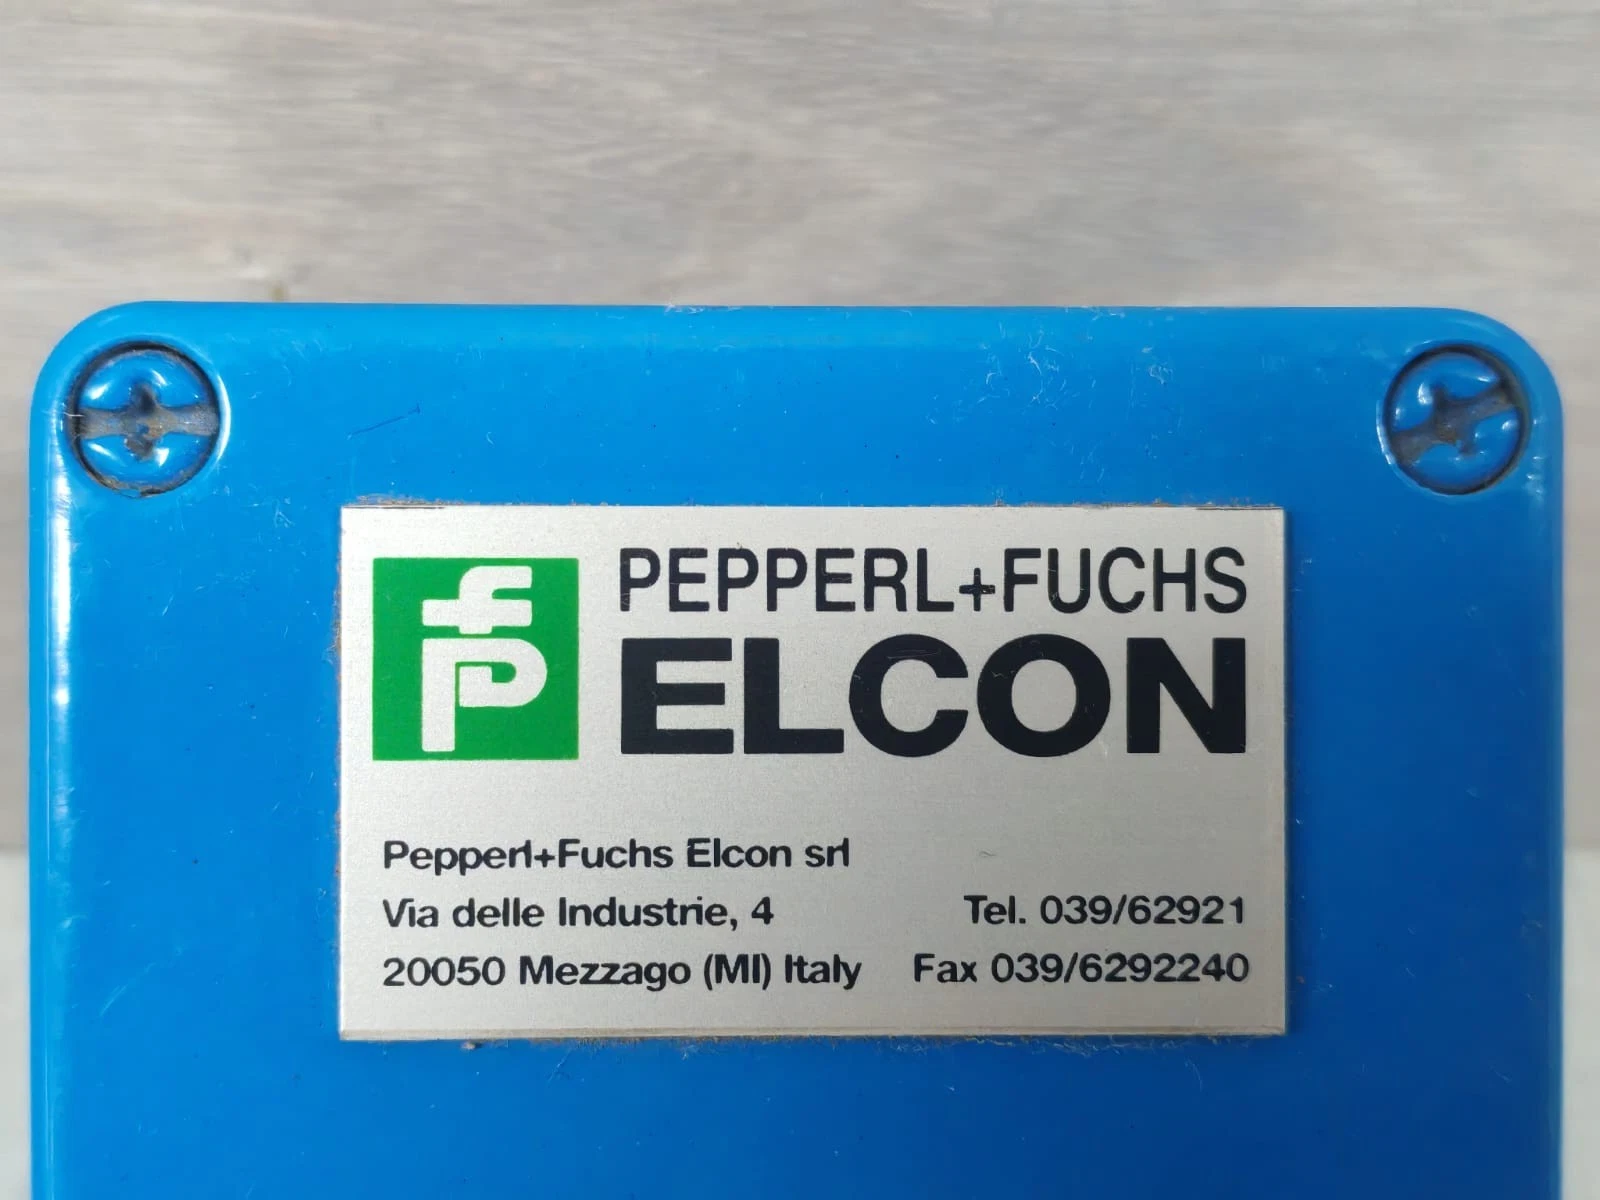 fp
PEPPERL+FUCHS
ELCON
Pepperl+Fuchs Elcon srl
Via delle Industrie, 4
Tel. 039/62921
20050 Mezzago (MI) Italy
Fax 039/6292240